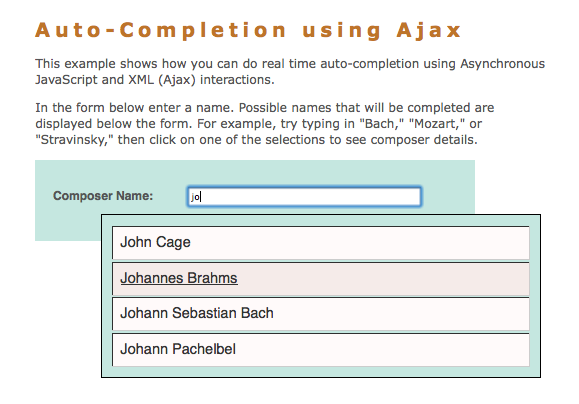 Auto-Completion using Ajax
This example shows how you can do real time auto-completion using Asynchronous
JavaScript and XML (Ajax) interactions.
In the form below enter a name. Possible names that will be completed are
displayed below the form. For example, try typing in "Bach," "Mozart," or
"Stravinsky," then click on one of the selections to see composer details.
Composer Name: jo
John Cage
Johannes Brahms
Johann Sebastian Bach
Johann Pachelbel